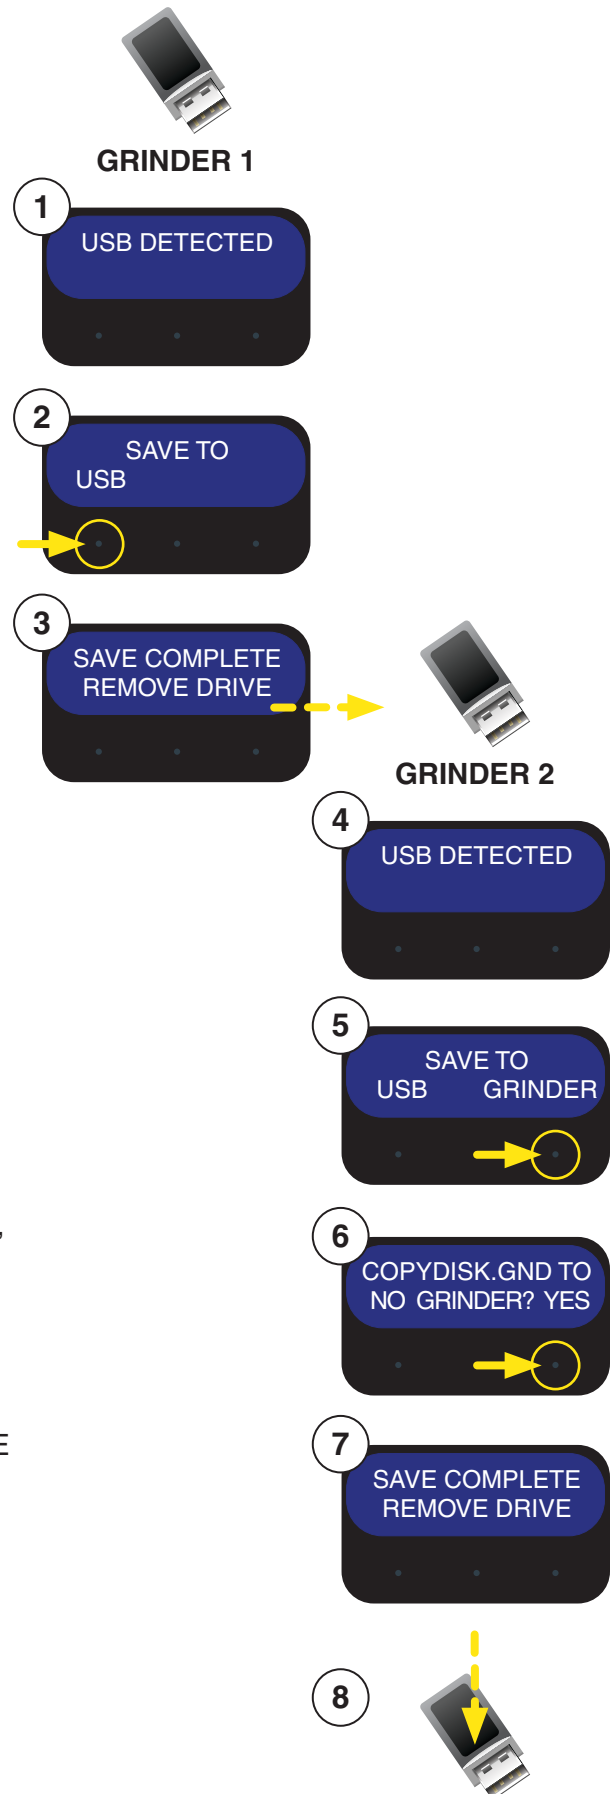 GRINDER 1
1
USB DETECTED
2
SAVE TO
USB
3
SAVE COMPLETE
REMOVE DRIVE
GRINDER 2
4
USB DETECTED
5
SAVE TO
USB GRINDER
,
6
COPYDISK.GND TO
NO GRINDER? YES
E
7
SAVE COMPLETE
REMOVE DRIVE
8